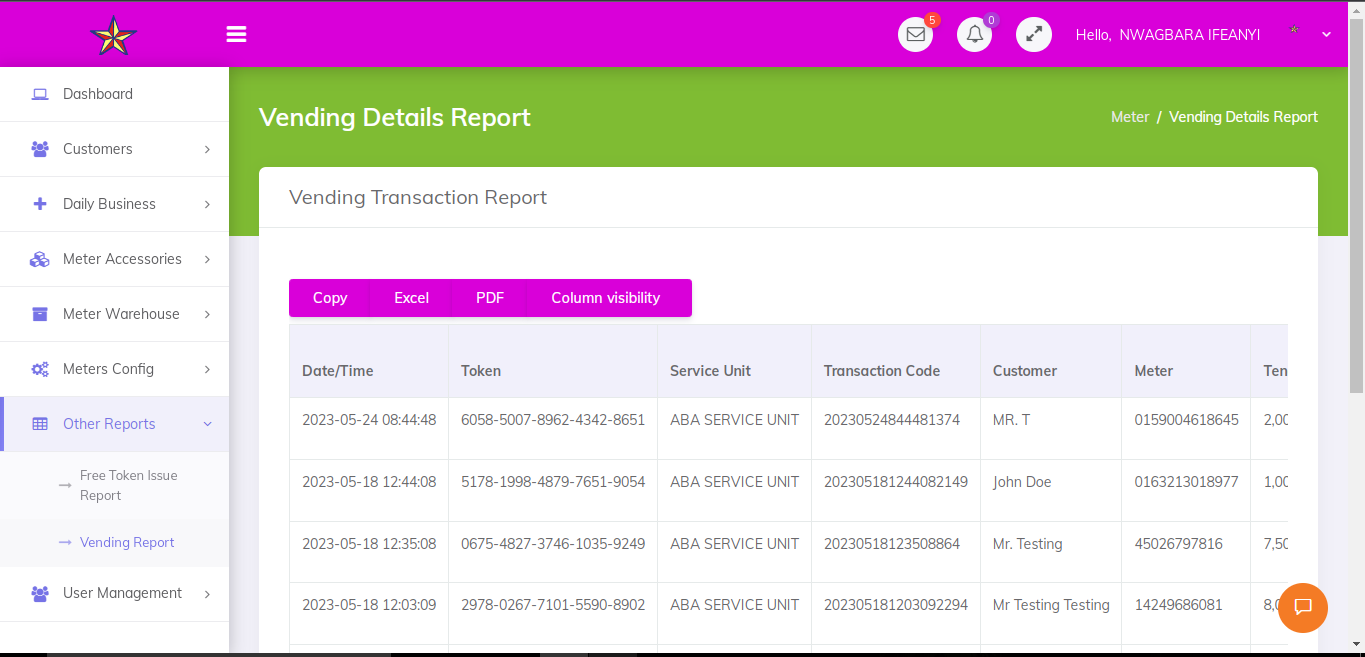 5
0
Hello, NWAGBARA IFEANYI
Dashboard
Customers
Daily Business
Meter Accessories
Meter Warehouse
Meters Config
Other Reports
Free Token Issue
Report
Vending Report
User Management
Vending Details Report
Meter / Vending Details Report
Vending Transaction Report
Copy Excel PDF Column visibility
Date/Time Token Service Unit Transaction Code Customer Meter Ten
2023-05-24 08:44:48 6058-5007-8962-4342-8651 ABA SERVICE UNIT 20230524844481374 MR. T 0159004618645 2,00
2023-05-18 12:44:08 5178-1998-4879-7651-9054 ABA SERVICE UNIT 202305181244082149 John Doe 0163213018977 1,00
2023-05-18 12:35:08 0675-4827-3746-1035-9249 ABA SERVICE UNIT 20230518123508864 Mr. Testing 45026797816 7,50
2023-05-18 12:03:09 2978-0267-7101-5590-8902 ABA SERVICE UNIT 202305181203092294 Mr Testing Testing 14249686081 8,0